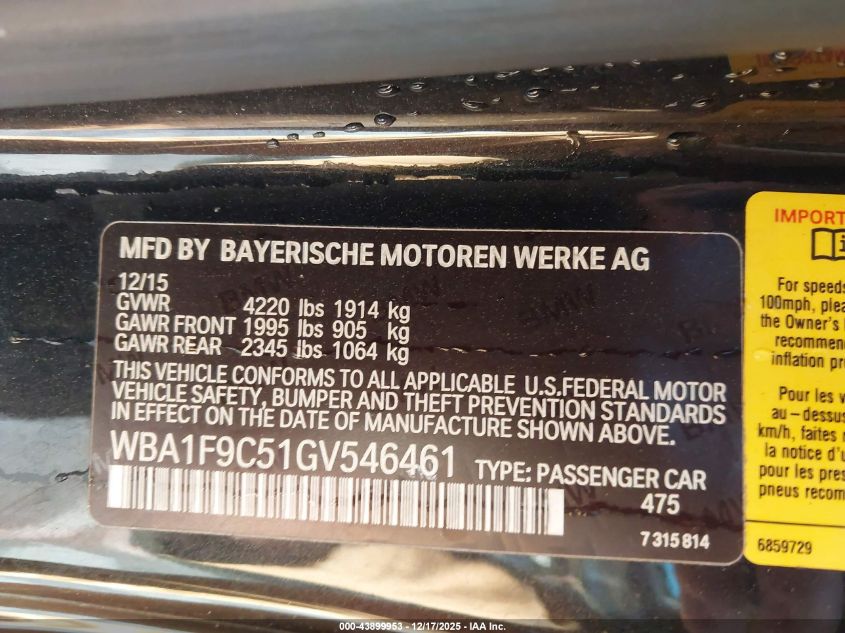 MFD BY BAYERISCHE MOTOREN WERKE AG
12/15
GVWR 4220 lbs 1914 kg
GAWR FRONT 1995 lbs 905 kg
GAWR REAR 2345 lbs 1064 kg
THIS VEHICLE CONFORMS TO ALL APPLICABLE U.S.FEDERAL MOTOR
VEHICLE SAFETY, BUMPER AND THEFT PREVENTION STANDARDS
IN EFFECT ON THE DATE OF MANUFACTURE SHOWN ABOVE.
WBA1F9C51GV546461 TYPE: PASSENGER CAR
475
7 315 814
IMPORT
For speeds
100mph, plea
the Owner's
recommen
inflation pr
Pour les v
au-dessus
km/h, faites
la notice d'u
pour les pres
pneus recom
6859729
000-43899953 - 12/17/2025 - IAA Inc.